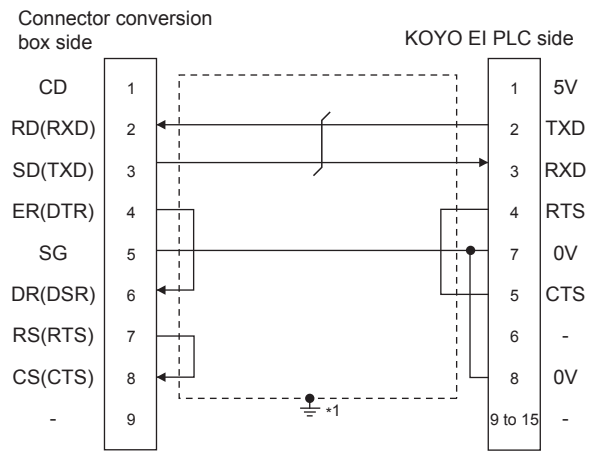 Connector conversion
box side
KOYO EI PLC side
CD 1 1 5V
RD(RXD) 2 2 TXD
SD(TXD) 3 3 RXD
ER(DTR) 4 4 RTS
SG 5 7 0V
DR(DSR) 6 5 CTS
RS(RTS) 7 6 -
CS(CTS) 8 8 0V
*1
- 9 9 to 15 -